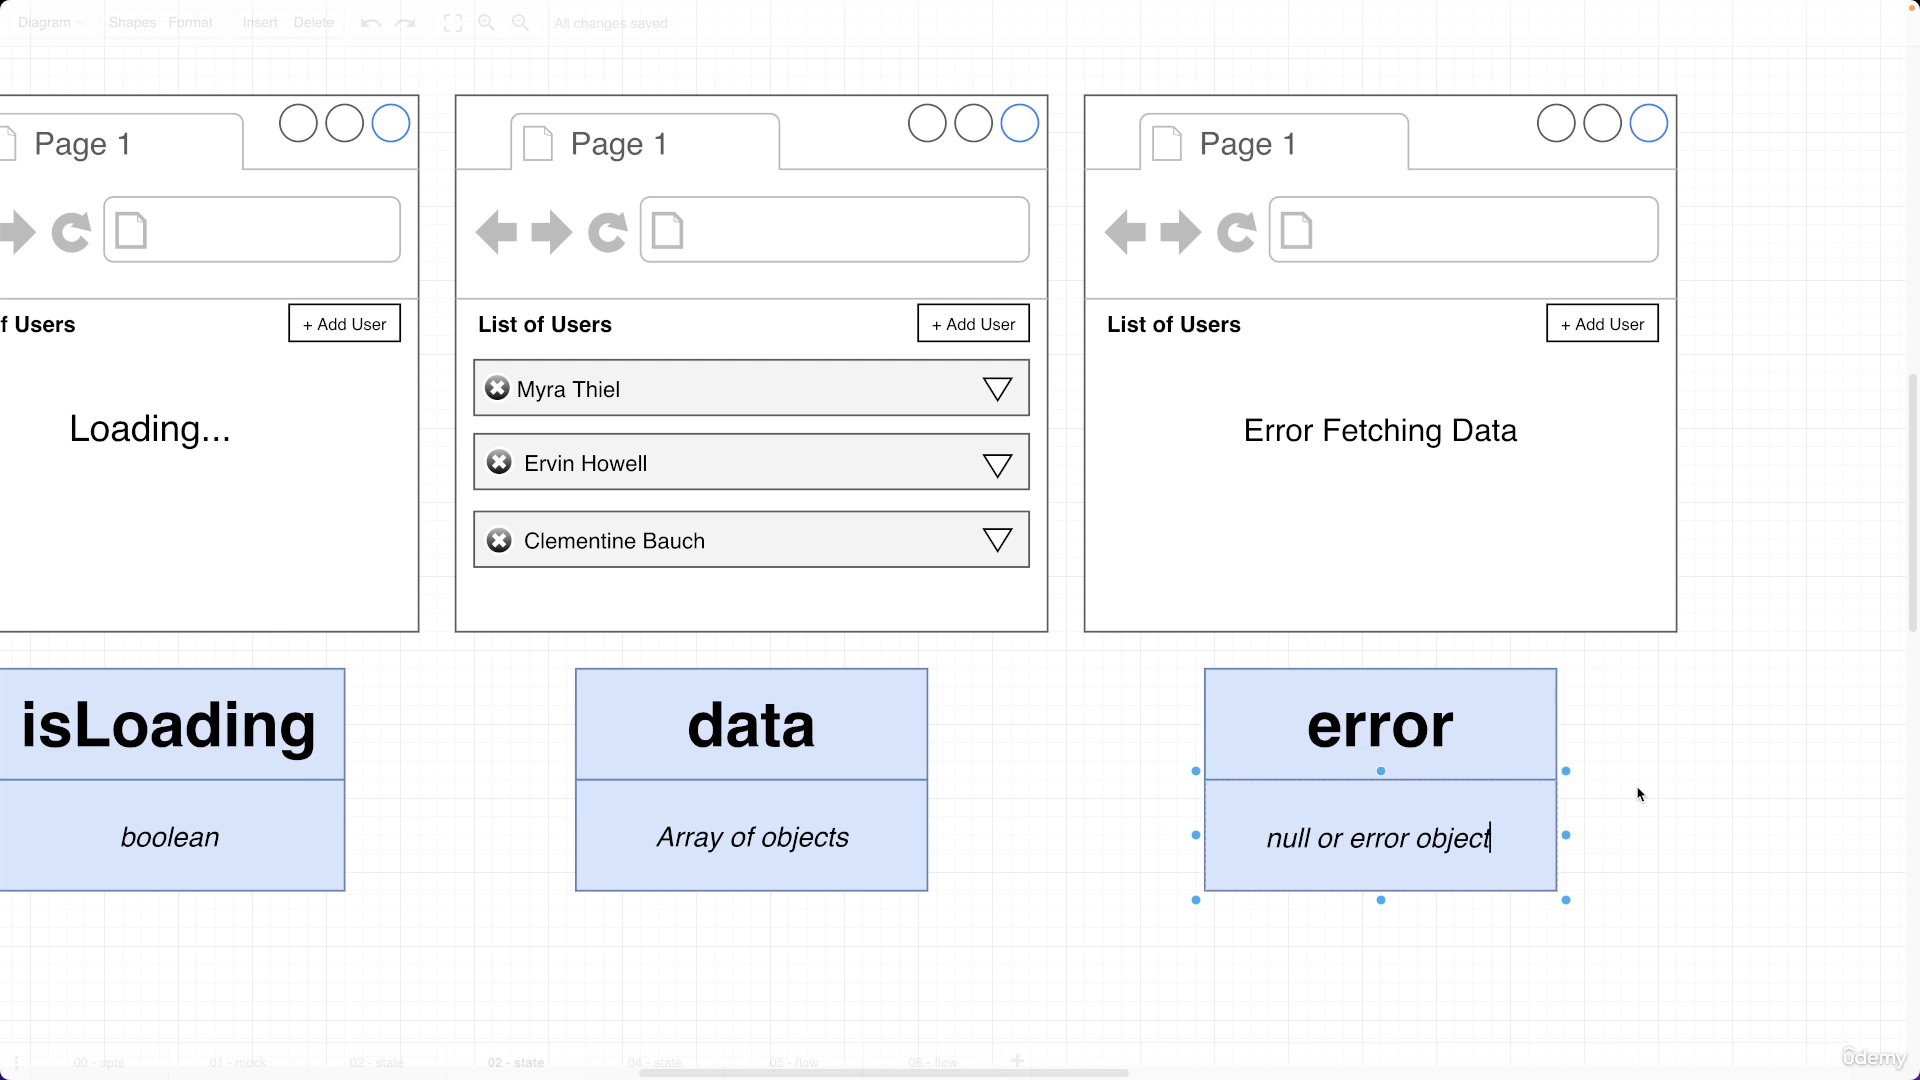 Diagram Shapes Format Insert Delete All changes saved
Page 1
Page 1
Page 1
f Users
+ Add User
List of Users
+ Add User
List of Users
+ Add User
Loading...
Myra Thiel
Ervin Howell
Clementine Bauch
Error Fetching Data
isLoading
boolean
data
Array of objects
error
null or error object
00 - opts 01 - mock 02 - state 02 - state 04 - state 05 - flow 06 - flow
ûdemy